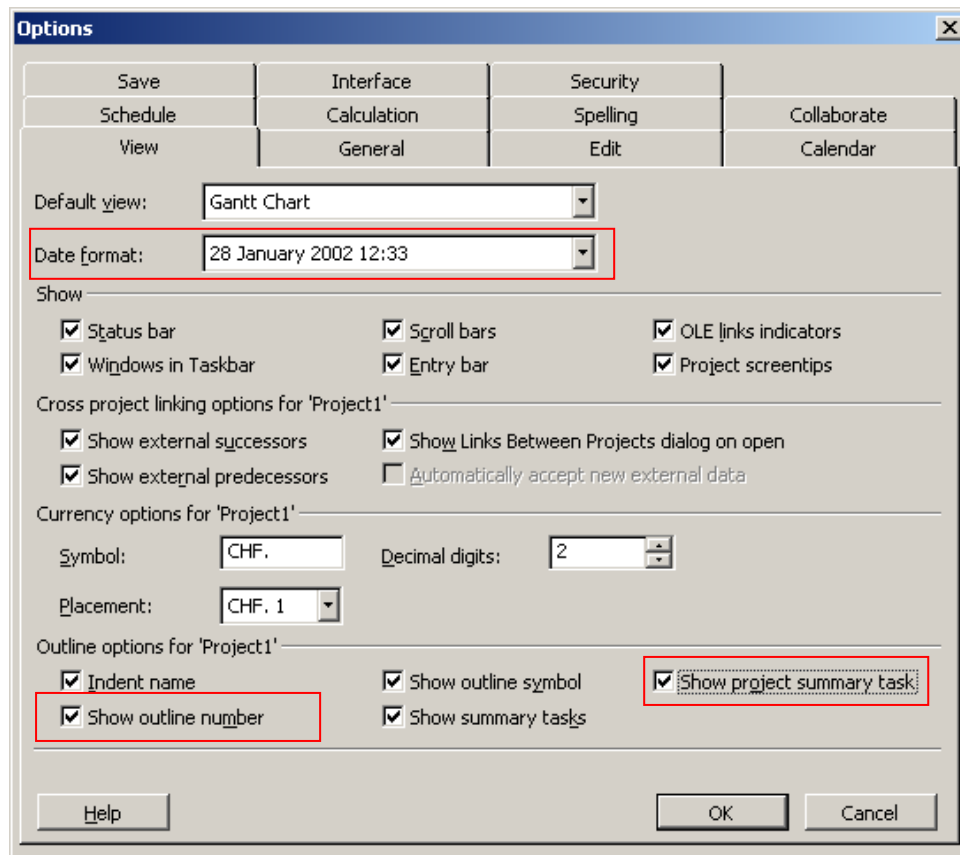 Options
Save Interface Security
Schedule Calculation Spelling Collaborate
View General Edit Calendar
Default view: Gantt Chart
Date format: 28 January 2002 12:33
Show
Status bar Scroll bars OLE links indicators
Windows in Taskbar Entry bar Project screentips
Cross project linking options for 'Project1'
Show external successors Show Links Between Projects dialog on open
Show external predecessors Automatically accept new external data
Currency options for 'Project1'
Symbol: CHF. Decimal digits: 2
Placement: CHF. 1
Outline options for 'Project1'
Indent name Show outline symbol Show project summary task
Show outline number Show summary tasks
Help OK Cancel